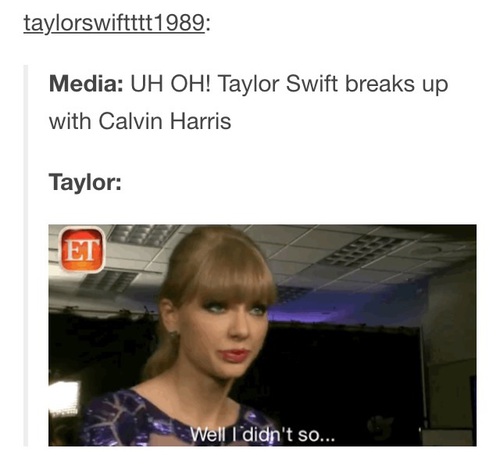 taylorswiftttt1989:
Media: UH OH! Taylor Swift breaks up
with Calvin Harris
Taylor:
ET
Well I didn't so...